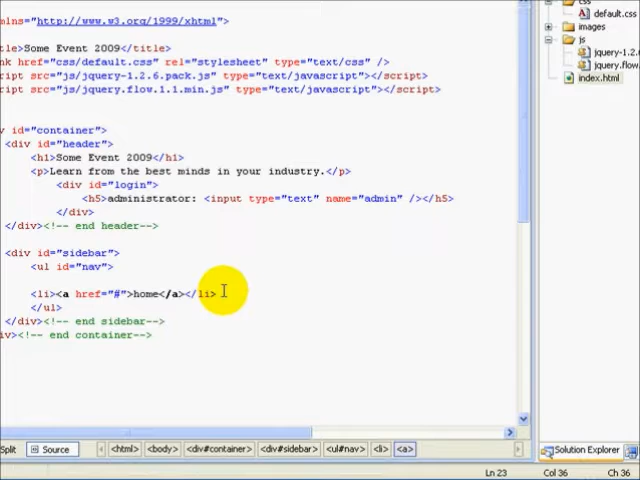 mlns="http://www.w3.org/1999/xhtml">
itle>Some Event 2009</title>
nk href="css/default.css" rel="stylesheet" type="text/css" />
ript src="js/jquery-1.2.6.pack.js" type="text/javascript"></script>
ript src="js/jquery.flow.1.1.min.js" type="text/javascript"></script>
v id="container">
<div id="header">
<h1>Some Event 2009</h1>
<p>Learn from the best minds in your industry.</p>
<div id="login">
<h5>administrator: <input type="text" name="admin" /></h5>
</div>
</div><!-- end header-->
<div id="sidebar">
<ul id="nav">
<li><a href="#">home</a></li>
</ul>
</div><!-- end sidebar-->
iv><!-- end container-->
Split
Source
<html>
<body>
<div#container>
<div#sidebar>
<ul#nav>
<li>
<a>
Ln 23
Col 36
Ch 36
css
default.css
images
js
jquery-1.2.6
jquery.flow.
index.html
Solution Explorer